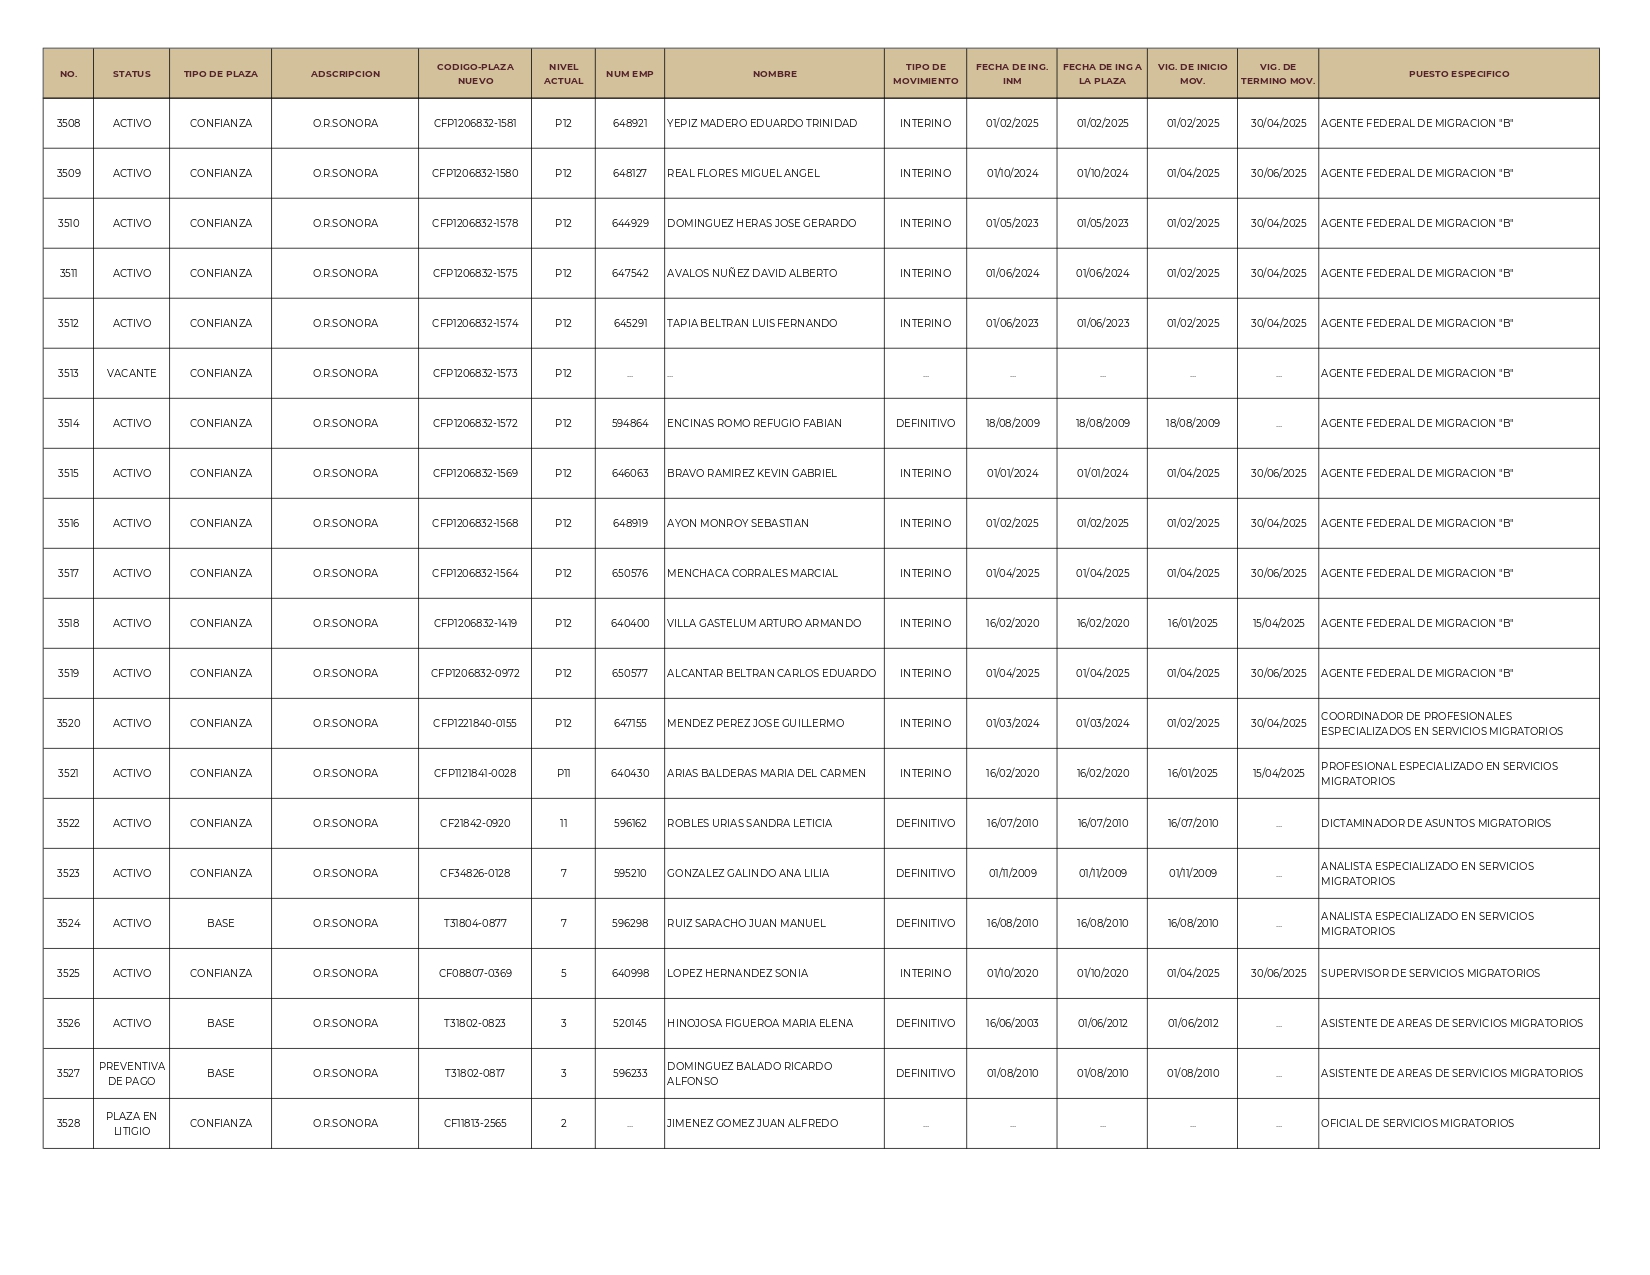 NO. STATUS TIPO DE PLAZA ADSCRIPCION CODIGO-PLAZA NUEVO NIVEL ACTUAL NUM EMP NOMBRE TIPO DE MOVIMIENTO FECHA DE ING. INM FECHA DE ING A LA PLAZA VIG. DE INICIO MOV. VIG. DE TERMINO MOV. PUESTO ESPECIFICO
3508 ACTIVO CONFIANZA O.R.SONORA CFP1206832-1581 P12 648921 YEPIZ MADERO EDUARDO TRINIDAD INTERINO 01/02/2025 01/02/2025 01/02/2025 30/04/2025 AGENTE FEDERAL DE MIGRACION "B"
3509 ACTIVO CONFIANZA O.R.SONORA CFP1206832-1580 P12 648127 REAL FLORES MIGUEL ANGEL INTERINO 01/10/2024 01/10/2024 01/04/2025 30/06/2025 AGENTE FEDERAL DE MIGRACION "B"
3510 ACTIVO CONFIANZA O.R.SONORA CFP1206832-1578 P12 644929 DOMINGUEZ HERAS JOSE GERARDO INTERINO 01/05/2023 01/05/2023 01/02/2025 30/04/2025 AGENTE FEDERAL DE MIGRACION "B"
3511 ACTIVO CONFIANZA O.R.SONORA CFP1206832-1575 P12 647542 AVALOS NUÑEZ DAVID ALBERTO INTERINO 01/06/2024 01/06/2024 01/02/2025 30/04/2025 AGENTE FEDERAL DE MIGRACION "B"
3512 ACTIVO CONFIANZA O.R.SONORA CFP1206832-1574 P12 645291 TAPIA BELTRAN LUIS FERNANDO INTERINO 01/06/2023 01/06/2023 01/02/2025 30/04/2025 AGENTE FEDERAL DE MIGRACION "B"
3513 VACANTE CONFIANZA O.R.SONORA CFP1206832-1573 P12 ... ... ... ... ... ... ... AGENTE FEDERAL DE MIGRACION "B"
3514 ACTIVO CONFIANZA O.R.SONORA CFP1206832-1572 P12 594864 ENCINAS ROMO REFUGIO FABIAN DEFINITIVO 18/08/2009 18/08/2009 18/08/2009 ... AGENTE FEDERAL DE MIGRACION "B"
3515 ACTIVO CONFIANZA O.R.SONORA CFP1206832-1569 P12 646063 BRAVO RAMIREZ KEVIN GABRIEL INTERINO 01/01/2024 01/01/2024 01/04/2025 30/06/2025 AGENTE FEDERAL DE MIGRACION "B"
3516 ACTIVO CONFIANZA O.R.SONORA CFP1206832-1568 P12 648919 AYON MONROY SEBASTIAN INTERINO 01/02/2025 01/02/2025 01/02/2025 30/04/2025 AGENTE FEDERAL DE MIGRACION "B"
3517 ACTIVO CONFIANZA O.R.SONORA CFP1206832-1564 P12 650576 MENCHACA CORRALES MARCIAL INTERINO 01/04/2025 01/04/2025 01/04/2025 30/06/2025 AGENTE FEDERAL DE MIGRACION "B"
3518 ACTIVO CONFIANZA O.R.SONORA CFP1206832-1419 P12 640400 VILLA GASTELUM ARTURO ARMANDO INTERINO 16/02/2020 16/02/2020 16/01/2025 15/04/2025 AGENTE FEDERAL DE MIGRACION "B"
3519 ACTIVO CONFIANZA O.R.SONORA CFP1206832-0972 P12 650577 ALCANTAR BELTRAN CARLOS EDUARDO INTERINO 01/04/2025 01/04/2025 01/04/2025 30/06/2025 AGENTE FEDERAL DE MIGRACION "B"
3520 ACTIVO CONFIANZA O.R.SONORA CFP1221840-0155 P12 647155 MENDEZ PEREZ JOSE GUILLERMO INTERINO 01/03/2024 01/03/2024 01/02/2025 30/04/2025 COORDINADOR DE PROFESIONALES ESPECIALIZADOS EN SERVICIOS MIGRATORIOS
3521 ACTIVO CONFIANZA O.R.SONORA CFP1121841-0028 P11 640430 ARIAS BALDERAS MARIA DEL CARMEN INTERINO 16/02/2020 16/02/2020 16/01/2025 15/04/2025 PROFESIONAL ESPECIALIZADO EN SERVICIOS MIGRATORIOS
3522 ACTIVO CONFIANZA O.R.SONORA CF21842-0920 11 596162 ROBLES URIAS SANDRA LETICIA DEFINITIVO 16/07/2010 16/07/2010 16/07/2010 ... DICTAMINADOR DE ASUNTOS MIGRATORIOS
3523 ACTIVO CONFIANZA O.R.SONORA CF34826-0128 7 595210 GONZALEZ GALINDO ANA LILIA DEFINITIVO 01/11/2009 01/11/2009 01/11/2009 ... ANALISTA ESPECIALIZADO EN SERVICIOS MIGRATORIOS
3524 ACTIVO BASE O.R.SONORA T31804-0877 7 596298 RUIZ SARACHO JUAN MANUEL DEFINITIVO 16/08/2010 16/08/2010 16/08/2010 ... ANALISTA ESPECIALIZADO EN SERVICIOS MIGRATORIOS
3525 ACTIVO CONFIANZA O.R.SONORA CF08807-0369 5 640998 LOPEZ HERNANDEZ SONIA INTERINO 01/10/2020 01/10/2020 01/04/2025 30/06/2025 SUPERVISOR DE SERVICIOS MIGRATORIOS
3526 ACTIVO BASE O.R.SONORA T31802-0823 3 520145 HINOJOSA FIGUEROA MARIA ELENA DEFINITIVO 16/06/2003 01/06/2012 01/06/2012 ... ASISTENTE DE AREAS DE SERVICIOS MIGRATORIOS
3527 PREVENTIVA DE PAGO BASE O.R.SONORA T31802-0817 3 596233 DOMINGUEZ BALADO RICARDO ALFONSO DEFINITIVO 01/08/2010 01/08/2010 01/08/2010 ... ASISTENTE DE AREAS DE SERVICIOS MIGRATORIOS
3528 PLAZA EN LITIGIO CONFIANZA O.R.SONORA CF11813-2565 2 ... JIMENEZ GOMEZ JUAN ALFREDO ... ... ... ... ... OFICIAL DE SERVICIOS MIGRATORIOS